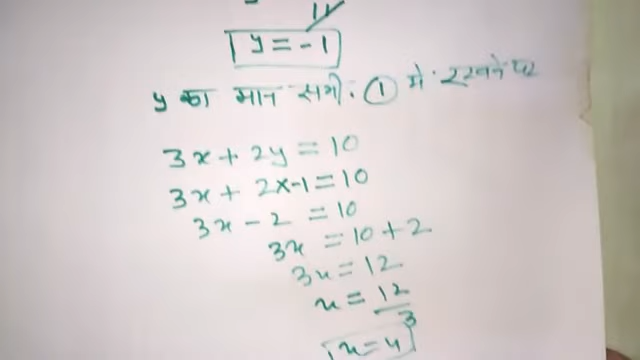 y = -1
y का मान समी. ① में रखने पर
3x + 2y = 10
3x + 2x-1 = 10
3x - 2 = 10
3x = 10 + 2
3x = 12
x = 12
3
x = 4